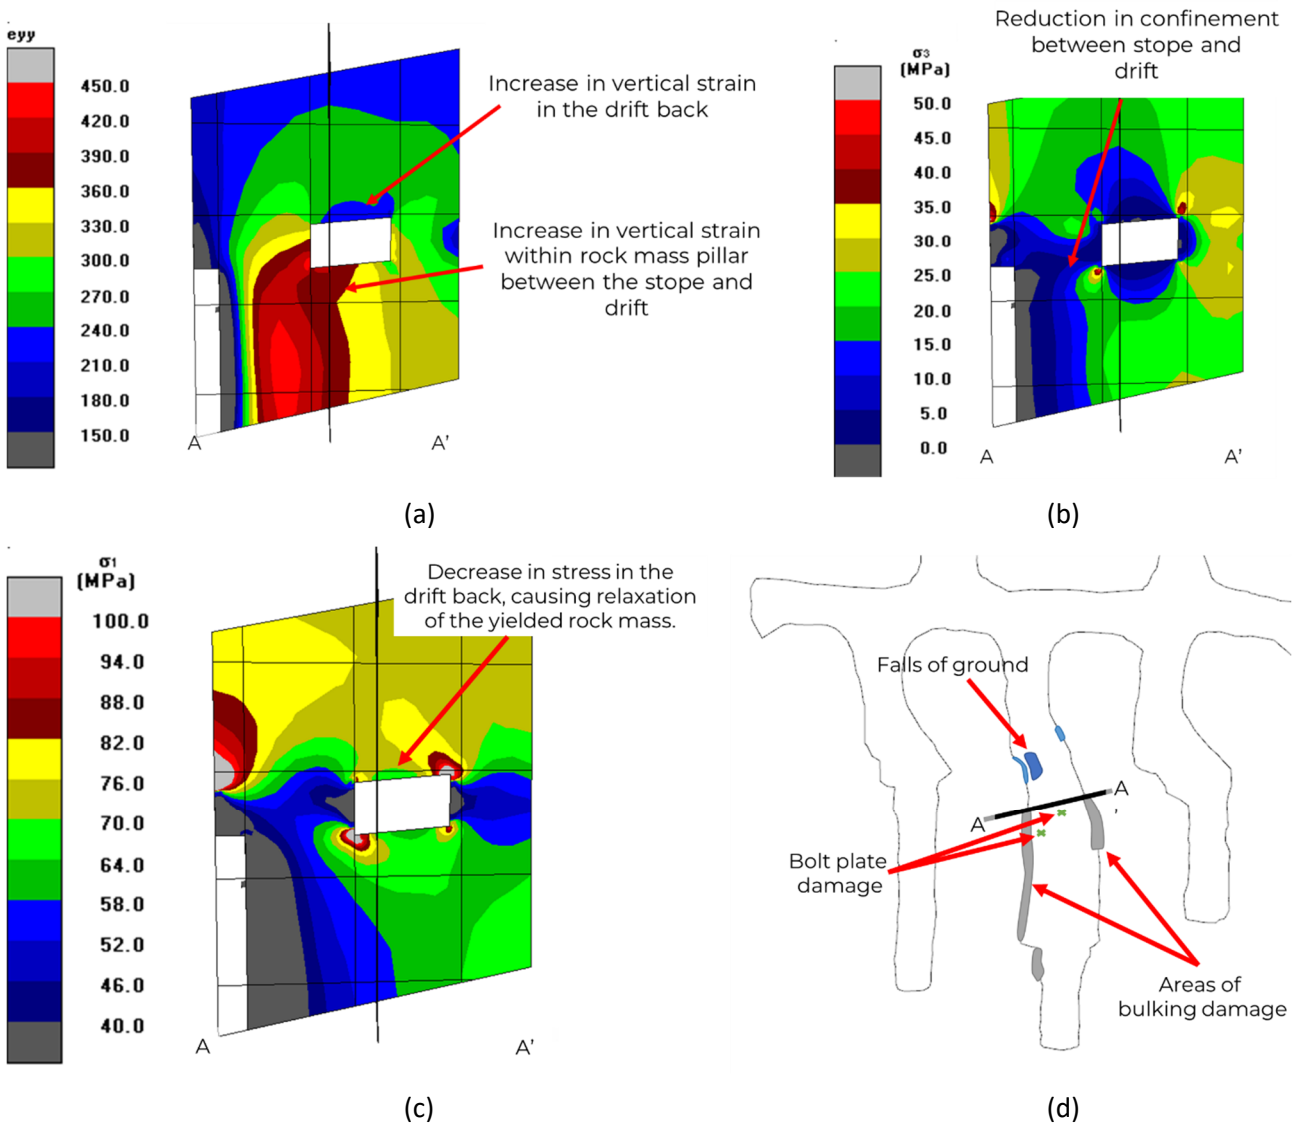 eyy
450.0
420.0
390.0
360.0
330.0
300.0
270.0
240.0
210.0
180.0
150.0
Increase in vertical strain
in the drift back
Increase in vertical strain
within rock mass pillar
between the stope and
drift
A
A'
(a)
Reduction in confinement
between stope and
drift
σ3
(MPa)
50.0
45.0
40.0
35.0
30.0
25.0
20.0
15.0
10.0
5.0
0.0
A
A'
(b)
σ1
(MPa)
100.0
94.0
88.0
82.0
76.0
70.0
64.0
58.0
52.0
46.0
40.0
Decrease in stress in the
drift back, causing relaxation
of the yielded rock mass.
A
A'
(c)
Falls of ground
A
'
A
Bolt plate
damage
Areas of
bulking damage
(d)